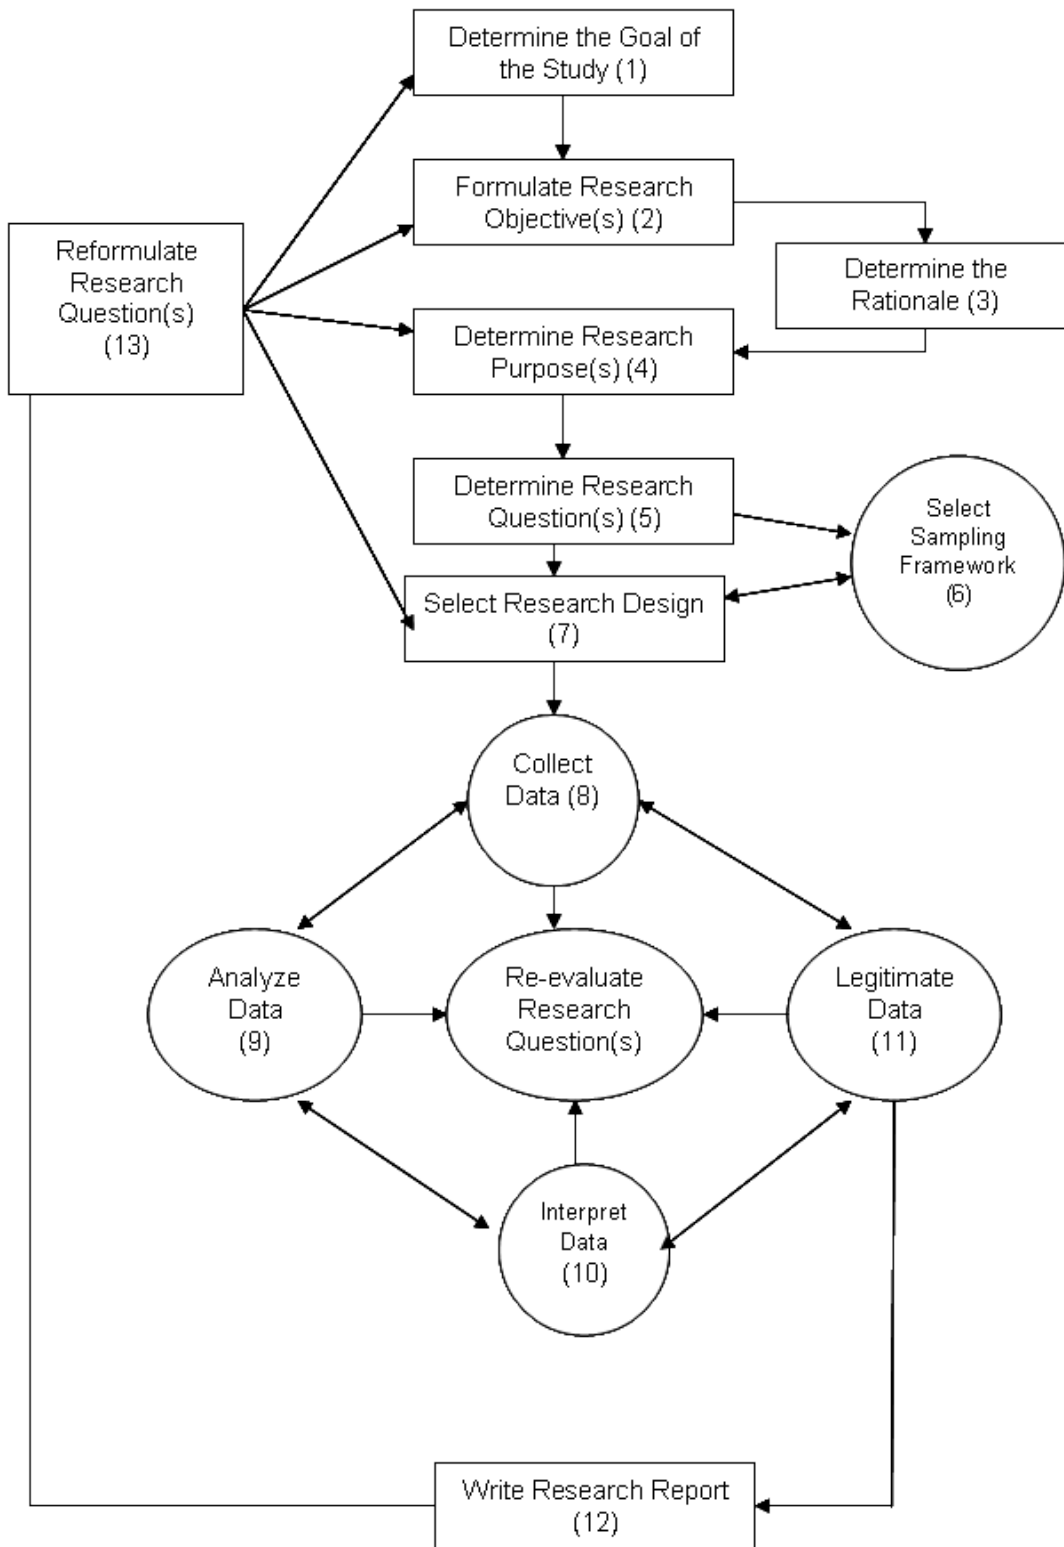 Determine the Goal of
the Study (1)
Formulate Research
Objective(s) (2)
Reformulate
Research
Question(s)
(13)
Determine the
Rationale (3)
Determine Research
Purpose(s) (4)
Determine Research
Question(s) (5)
Select
Sampling
Framework
(6)
Select Research Design
(7)
Collect
Data (8)
Analyze
Data
(9)
Re-evaluate
Research
Question(s)
Legitimate
Data
(11)
Interpret
Data
(10)
Write Research Report
(12)